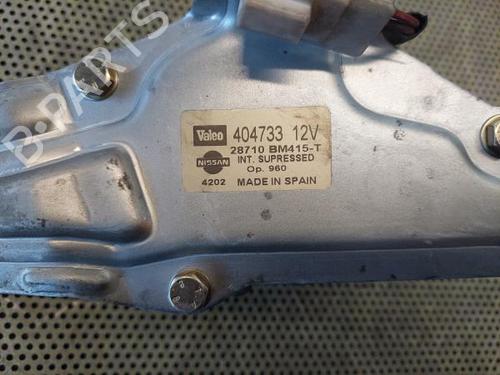 Valeo 404733 12V
28710 BM415-T
NISSAN INT. SUPRESSED
Op. 960
4202 MADE IN SPAIN
B-PARTS